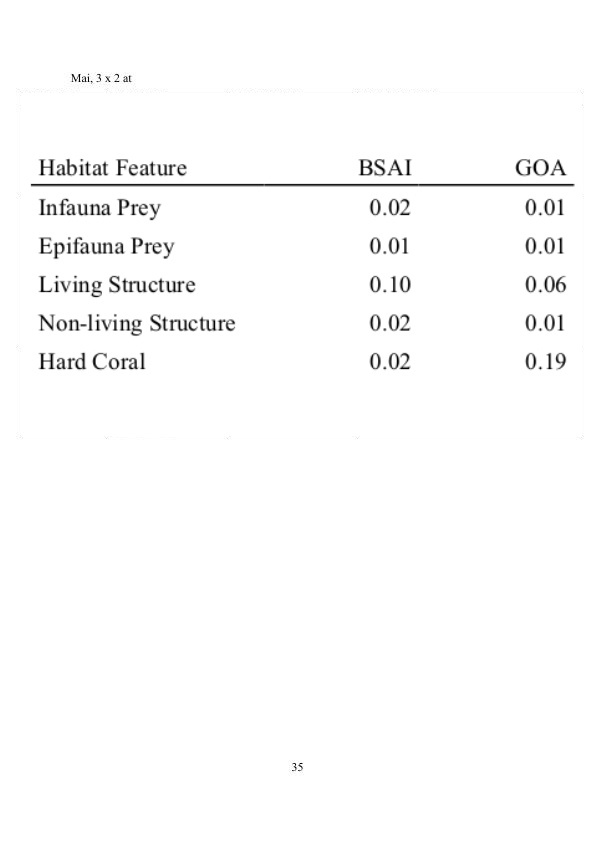 Mai, 3 x 2 at
Habitat Feature BSAI GOA
Infauna Prey 0.02 0.01
Epifauna Prey 0.01 0.01
Living Structure 0.10 0.06
Non-living Structure 0.02 0.01
Hard Coral 0.02 0.19
35